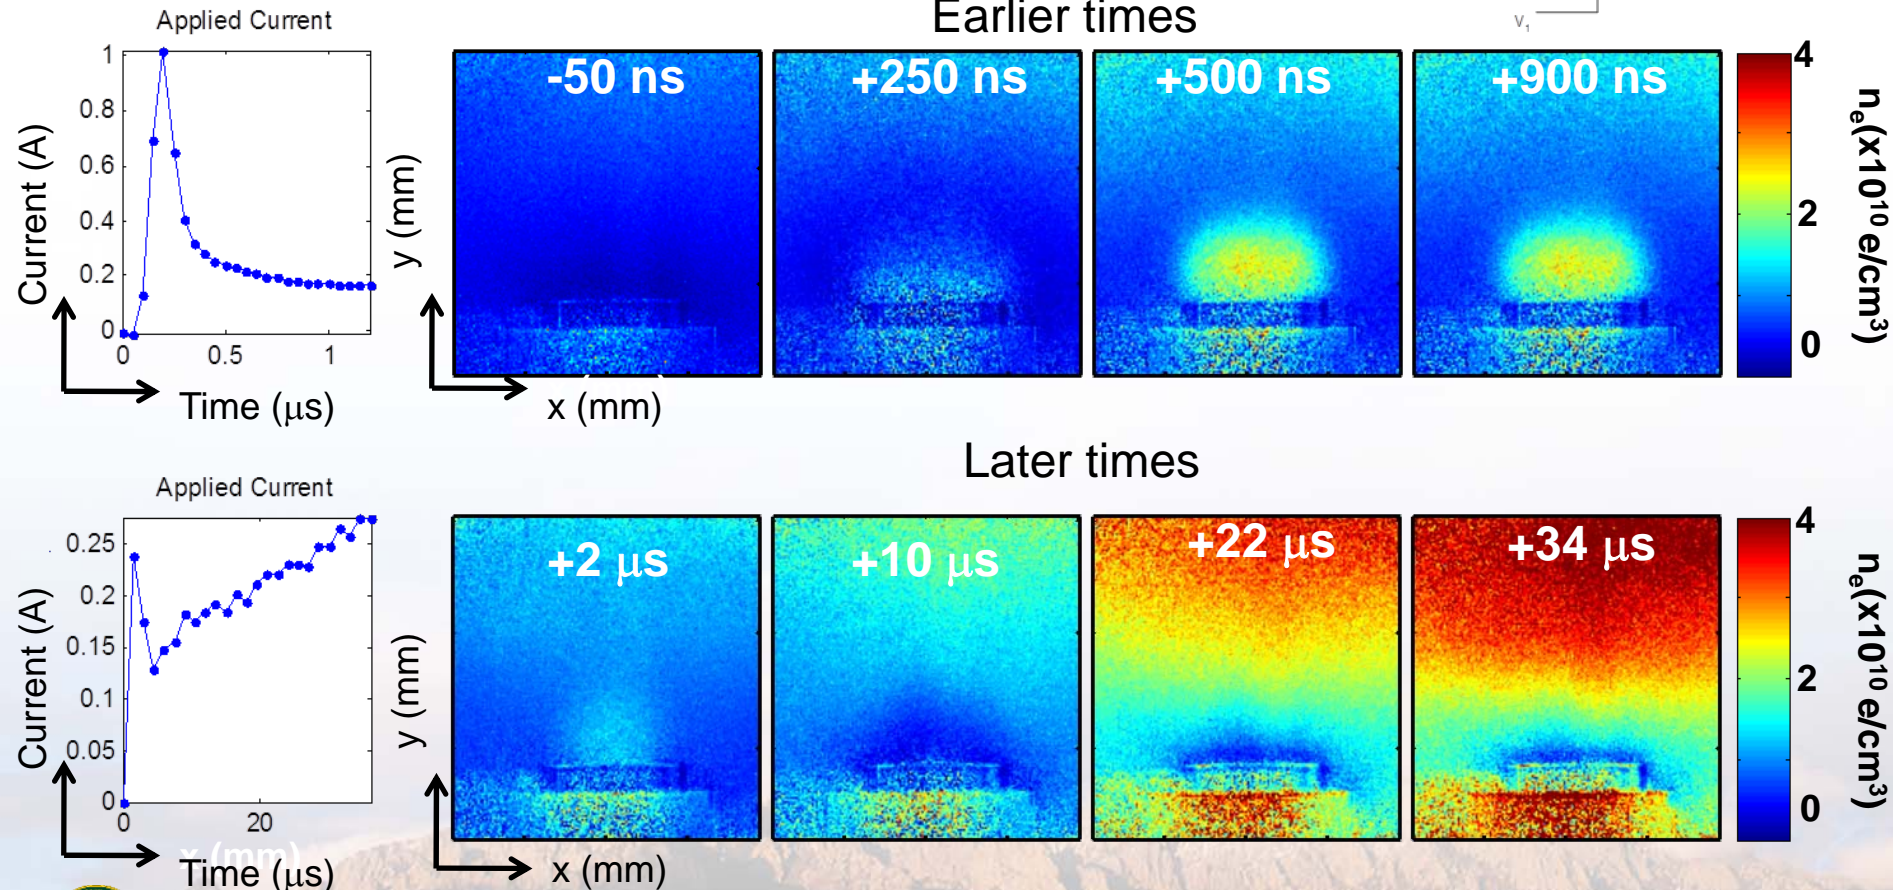 Earlier times
v₁
Applied Current
1
0.8
0.6
0.4
0.2
0
0
0.5
1
Current (A)
Time (μs)
y (mm)
x (mm)
-50 ns
+250 ns
+500 ns
+900 ns
4
2
0
nₑ(x10¹⁰ e/cm³)
Later times
Applied Current
0.25
0.2
0.15
0.1
0.05
0
0
20
Current (A)
x (mm)
Time (μs)
y (mm)
x (mm)
+2 μs
+10 μs
+22 μs
+34 μs
4
2
0
nₑ(x10¹⁰ e/cm³)